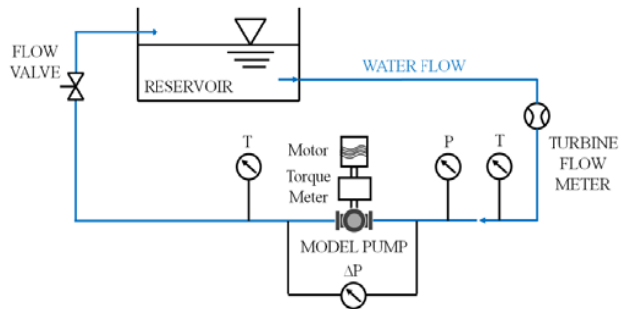 FLOW
VALVE
RESERVOIR
WATER FLOW
TURBINE
FLOW
METER
T
Motor
Torque
Meter
P
T
MODEL PUMP
ΔP